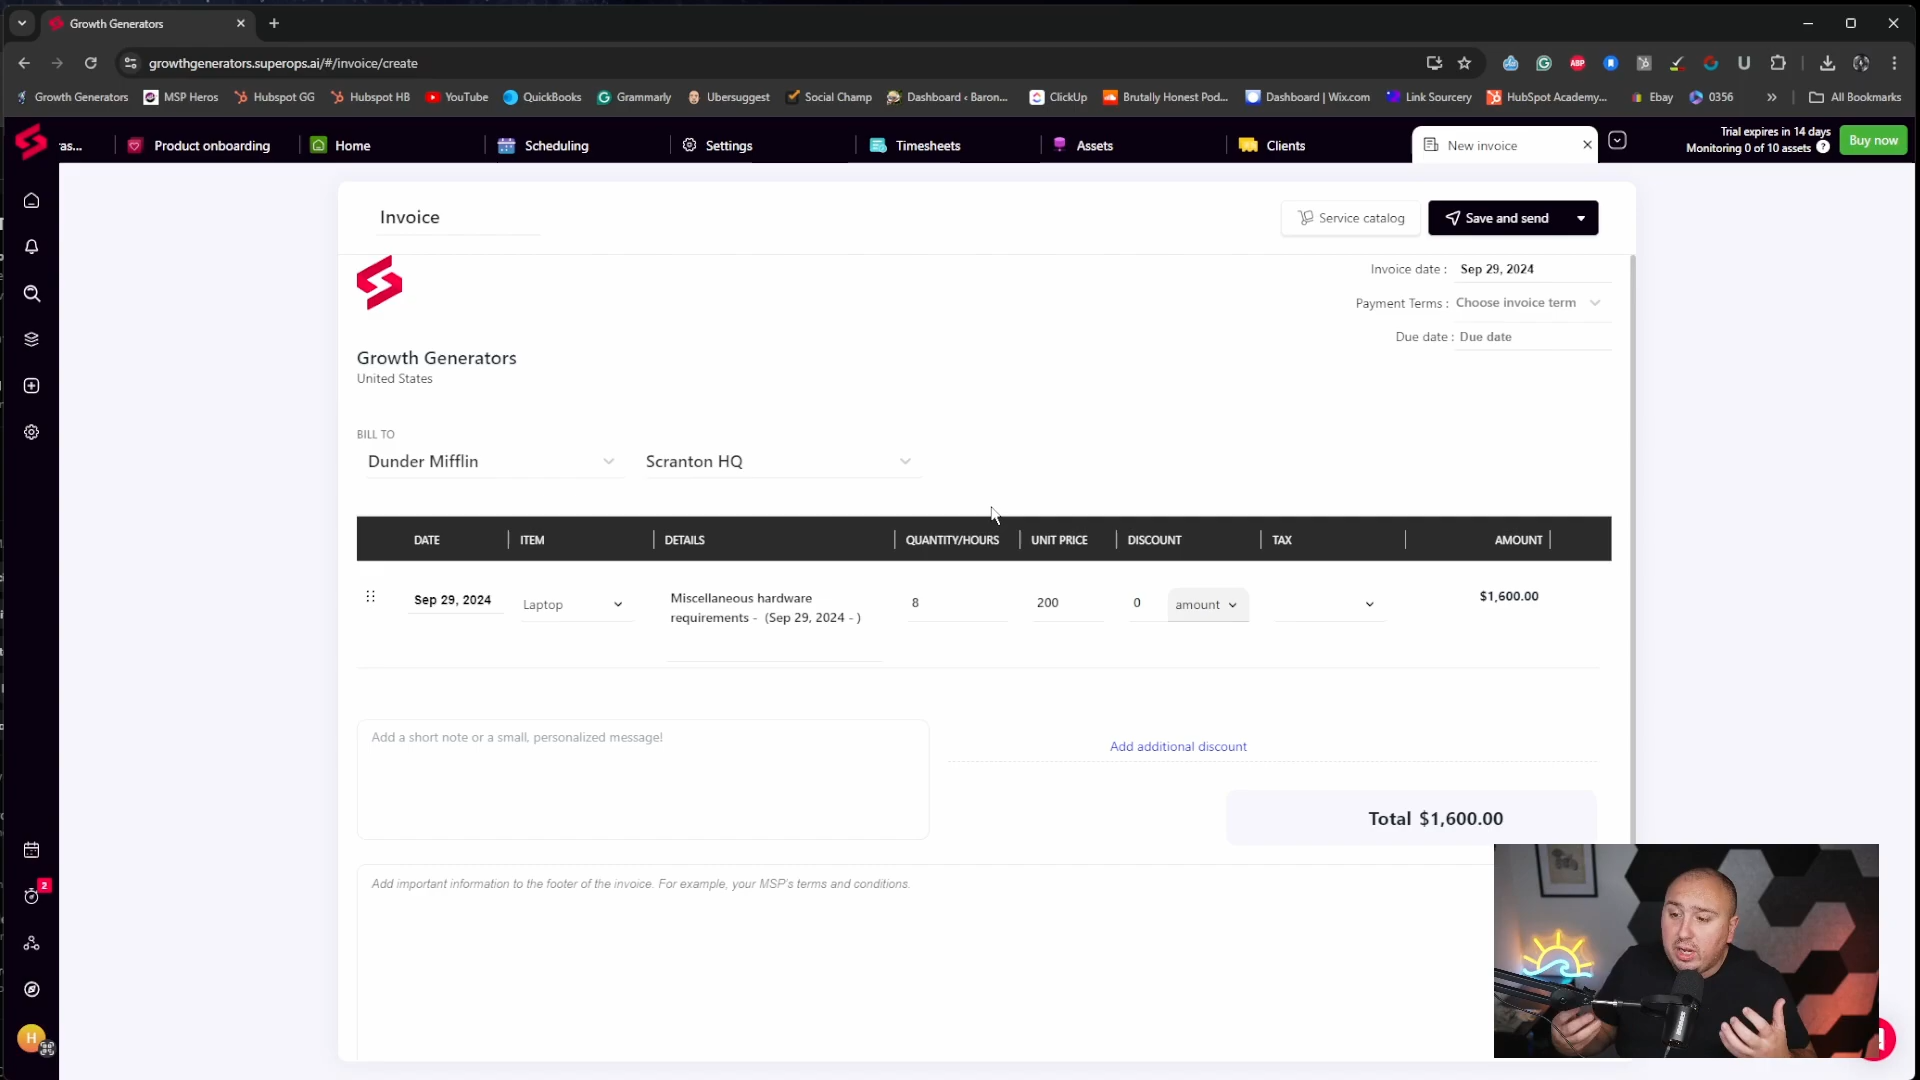 Growth Generators
growthgenerators.superops.ai/#/invoice/create
Growth Generators MSP Heros Hubspot GG Hubspot HB YouTube QuickBooks Grammarly Ubersuggest Social Champ Dashboard ‹ Baron... ClickUp Brutally Honest Pod... Dashboard | Wix.com Link Sourcery HubSpot Academy... Ebay 0356 » All Bookmarks
as... Product onboarding Home Scheduling Settings Timesheets Assets Clients New invoice
Trial expires in 14 days
Monitoring 0 of 10 assets ?
Buy now
Invoice
Service catalog
Save and send
Invoice date : Sep 29, 2024
Payment Terms : Choose invoice term
Due date : Due date
Growth Generators
United States
BILL TO
Dunder Mifflin Scranton HQ
DATE ITEM DETAILS QUANTITY/HOURS UNIT PRICE DISCOUNT TAX AMOUNT
Sep 29, 2024 Laptop Miscellaneous hardware 8 200 0 amount $1,600.00
requirements - (Sep 29, 2024 - )
Add a short note or a small, personalized message!
Add additional discount
Total $1,600.00
Add important information to the footer of the invoice. For example, your MSP's terms and conditions.
2
H
ABP